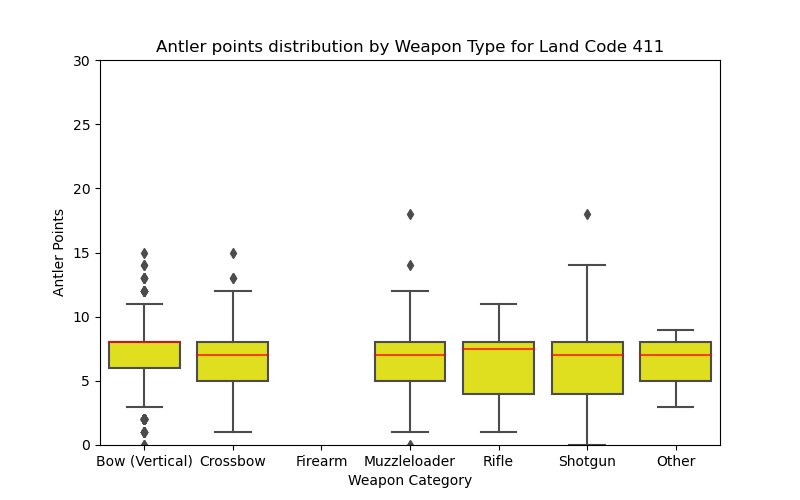 Antler points distribution by Weapon Type for Land Code 411
30
25
20
15
10
5
0
Antler Points
Bow (Vertical) Crossbow Firearm Muzzleloader Rifle Shotgun Other
Weapon Category